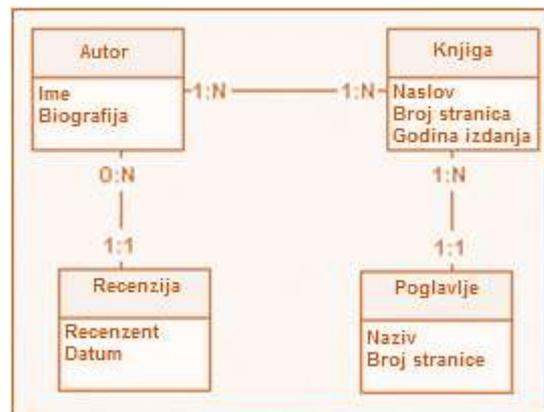 Autor
Ime
Biografija
Knjiga
Naslov
Broj stranica
Godina izdanja
1:N
1:N
0:N
1:1
1:N
1:1
Recenzija
Recenzent
Datum
Poglavlje
Naziv
Broj stranice